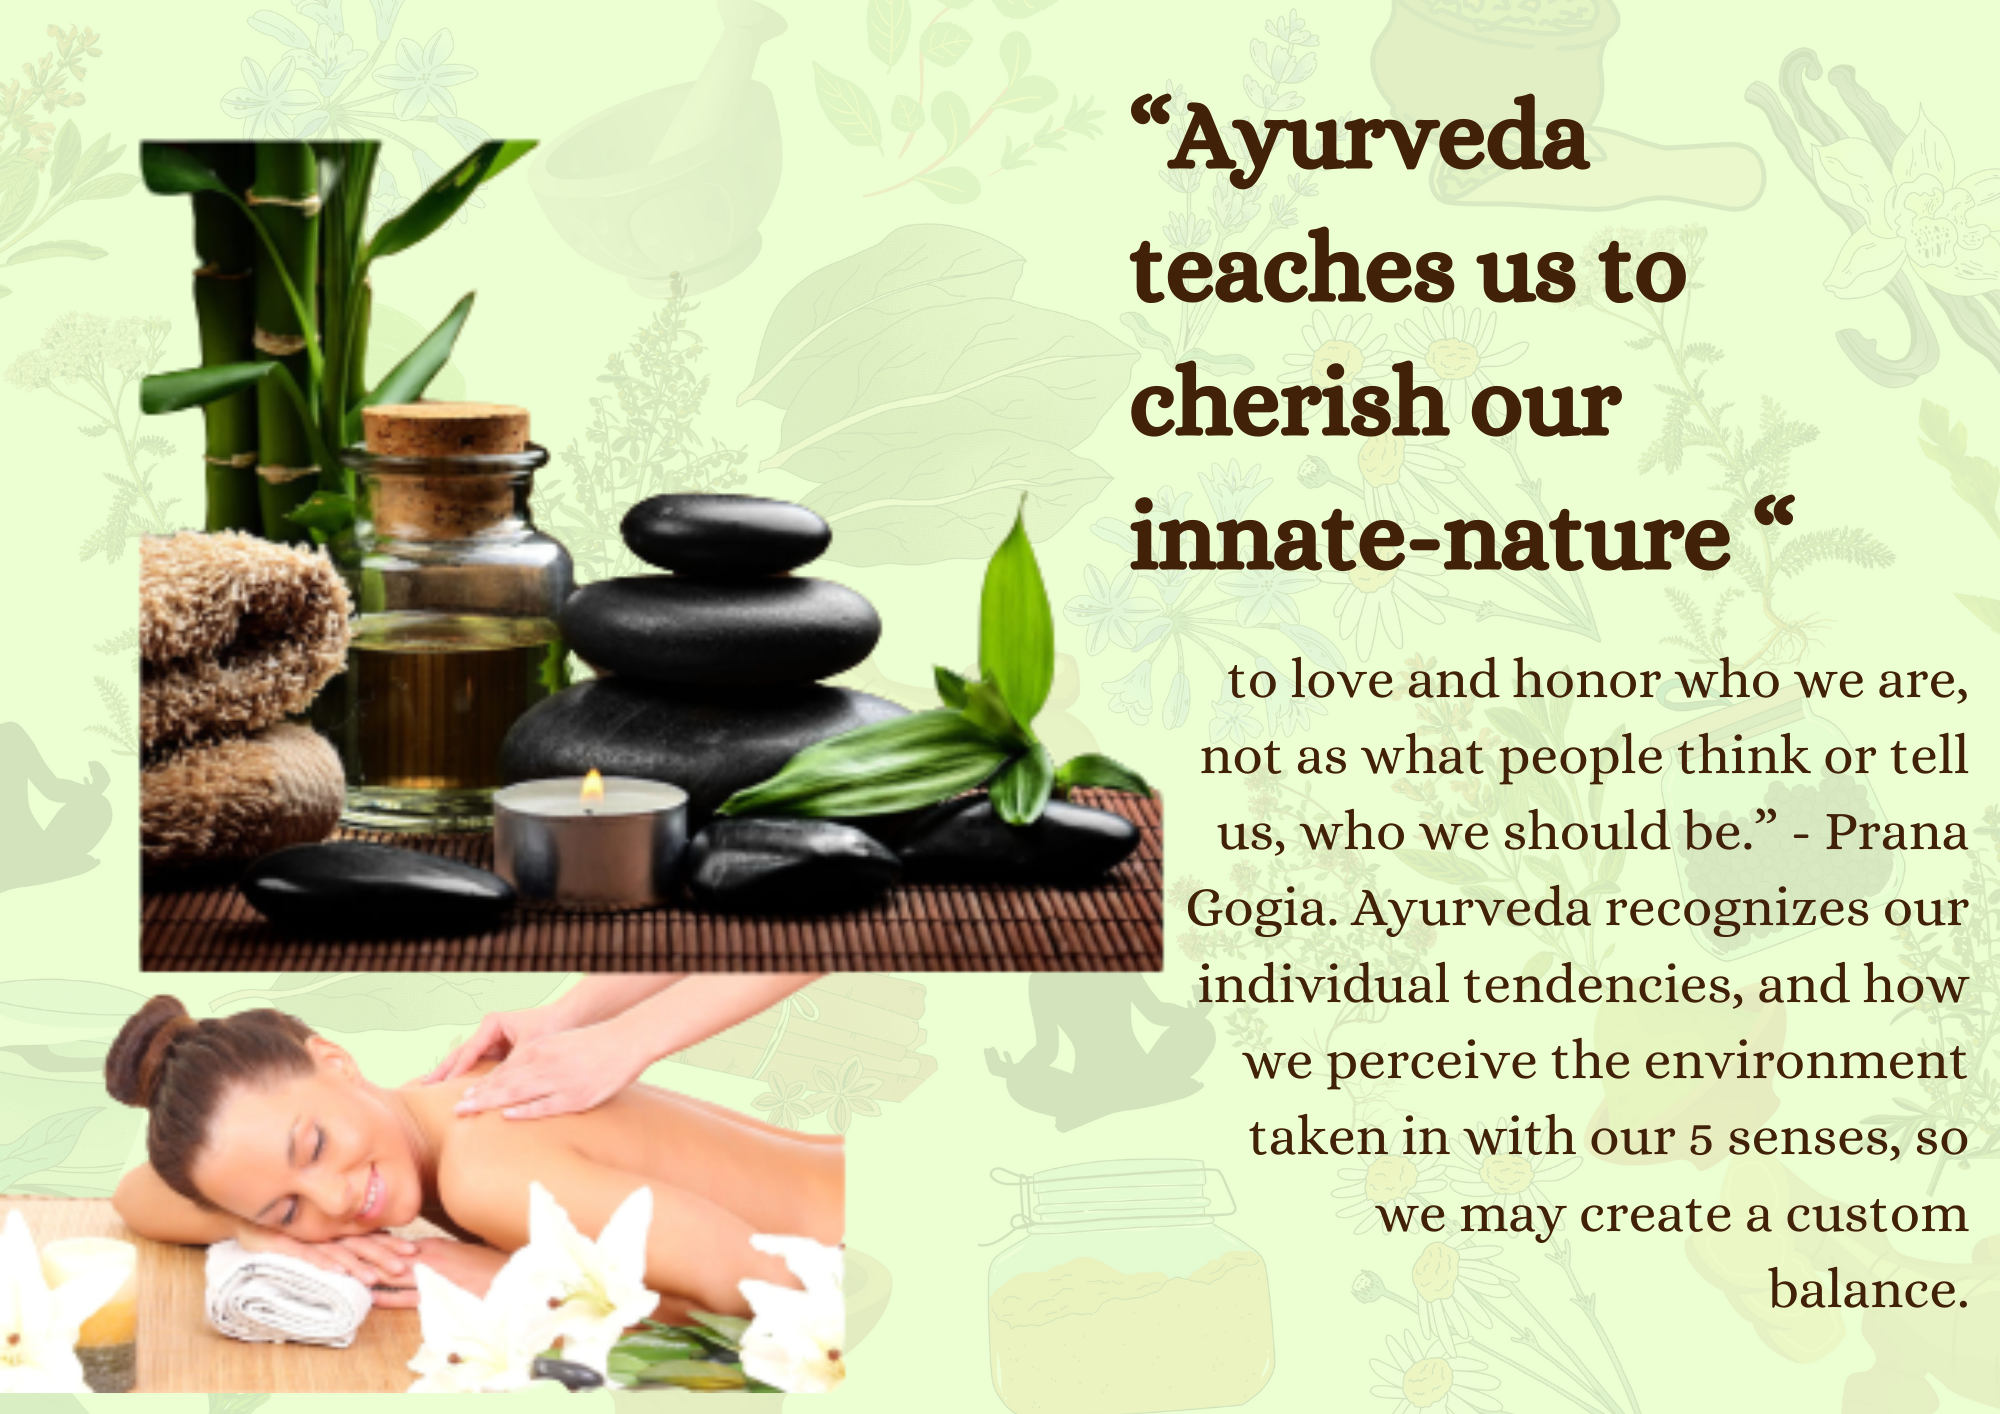 “Ayurveda
teaches us to
cherish our
innate-nature “
to love and honor who we are,
not as what people think or tell
us, who we should be.” - Prana
Gogia. Ayurveda recognizes our
individual tendencies, and how
we perceive the environment
taken in with our 5 senses, so
we may create a custom
balance.